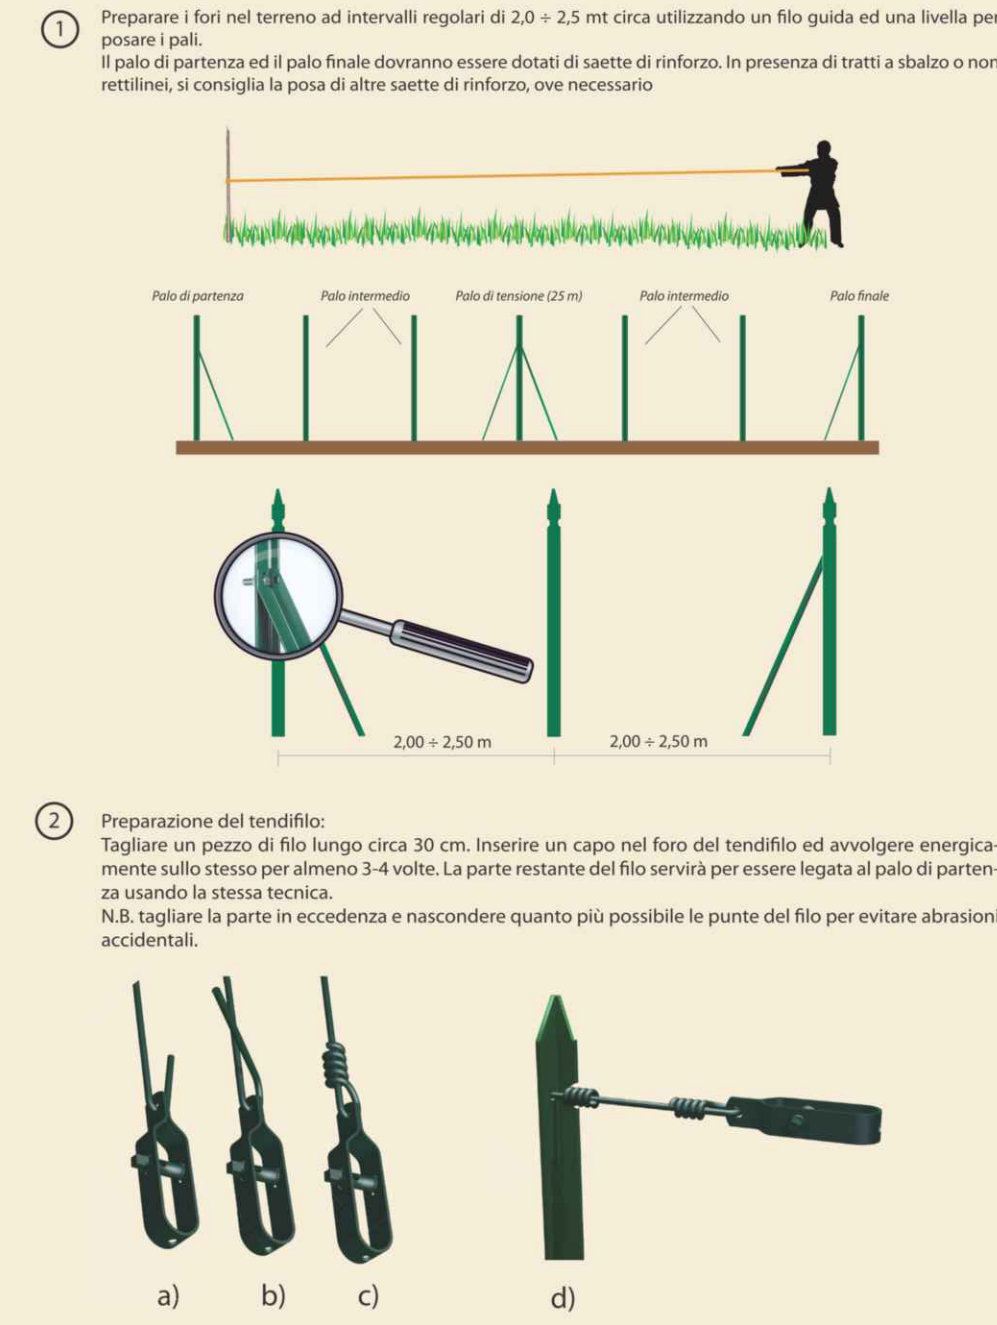 1
Preparare i fori nel terreno ad intervalli regolari di 2,0 ÷ 2,5 mt circa utilizzando un filo guida ed una livella per
posare i pali.
Il palo di partenza ed il palo finale dovranno essere dotati di saette di rinforzo. In presenza di tratti a sbalzo o non
rettilinei, si consiglia la posa di altre saette di rinforzo, ove necessario
Palo di partenza Palo intermedio Palo di tensione (25 m) Palo intermedio Palo finale
2,00 ÷ 2,50 m 2,00 ÷ 2,50 m
2
Preparazione del tendifilo:
Tagliare un pezzo di filo lungo circa 30 cm. Inserire un capo nel foro del tendifilo ed avvolgere energica-
mente sullo stesso per almeno 3-4 volte. La parte restante del filo servirà per essere legata al palo di parten-
za usando la stessa tecnica.
N.B. tagliare la parte in eccedenza e nascondere quanto più possibile le punte del filo per evitare abrasioni
accidentali.
a) b) c) d)